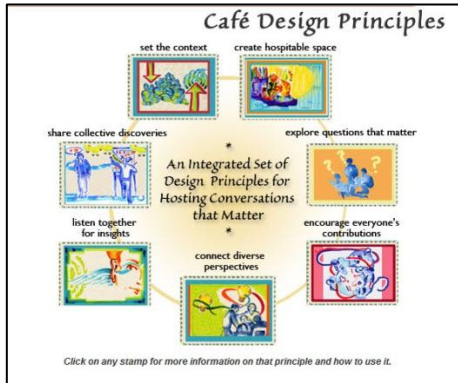 Café Design Principles
set the context
create hospitable space
share collective discoveries
explore questions that matter
*
An Integrated Set of
Design Principles for
Hosting Conversations
that Matter
*
listen together
for insights
encourage everyone's
contributions
connect diverse
perspectives
Click on any stamp for more information on that principle and how to use it.